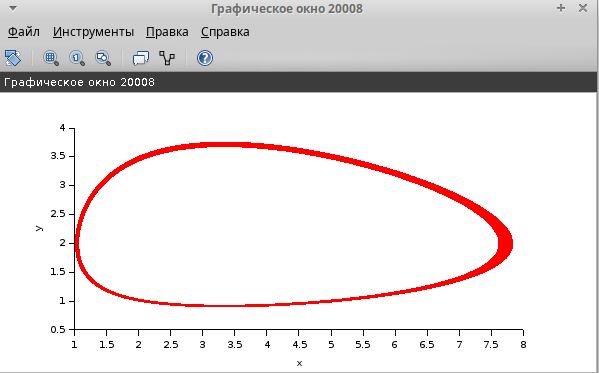 Графическое окно 20008
Файл Инструменты Правка Справка
Графическое окно 20008
4
3.5
3
2.5
y
2
1.5
1
0.5
1 1.5 2 2.5 3 3.5 4 4.5 5 5.5 6 6.5 7 7.5 8
x